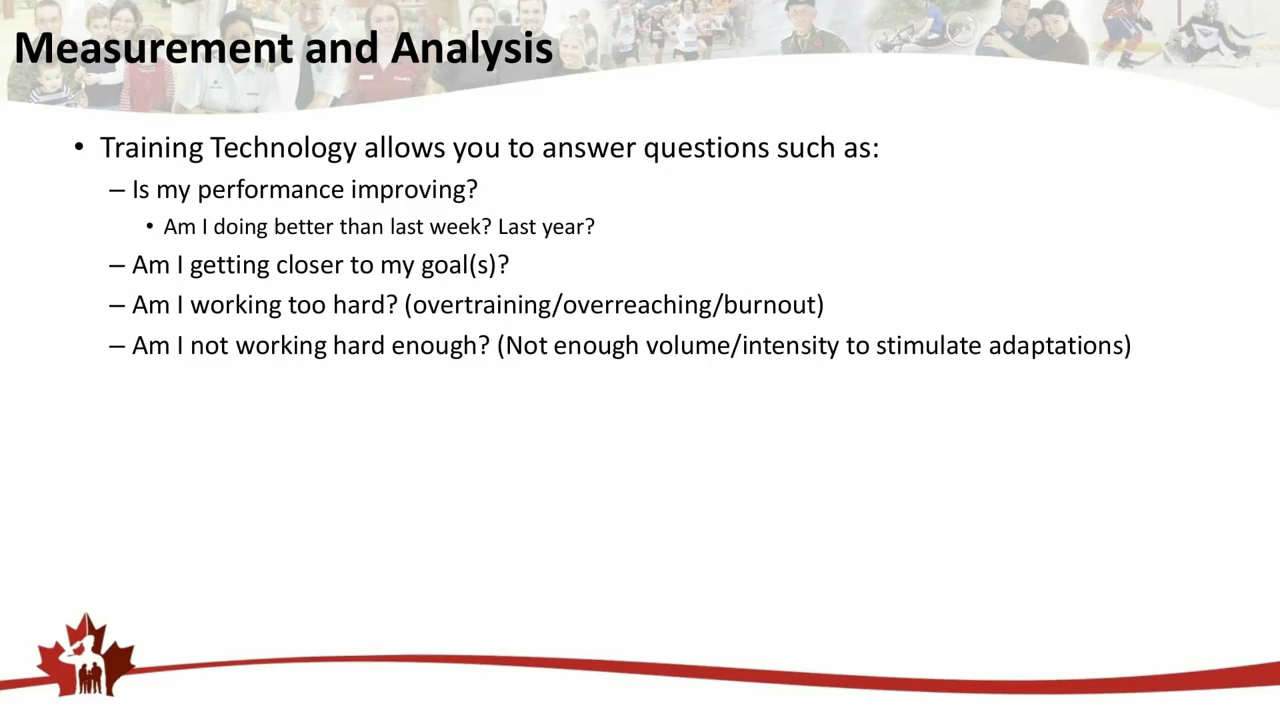 Measurement and Analysis
• Training Technology allows you to answer questions such as:
– Is my performance improving?
• Am I doing better than last week? Last year?
– Am I getting closer to my goal(s)?
– Am I working too hard? (overtraining/overreaching/burnout)
– Am I not working hard enough? (Not enough volume/intensity to stimulate adaptations)